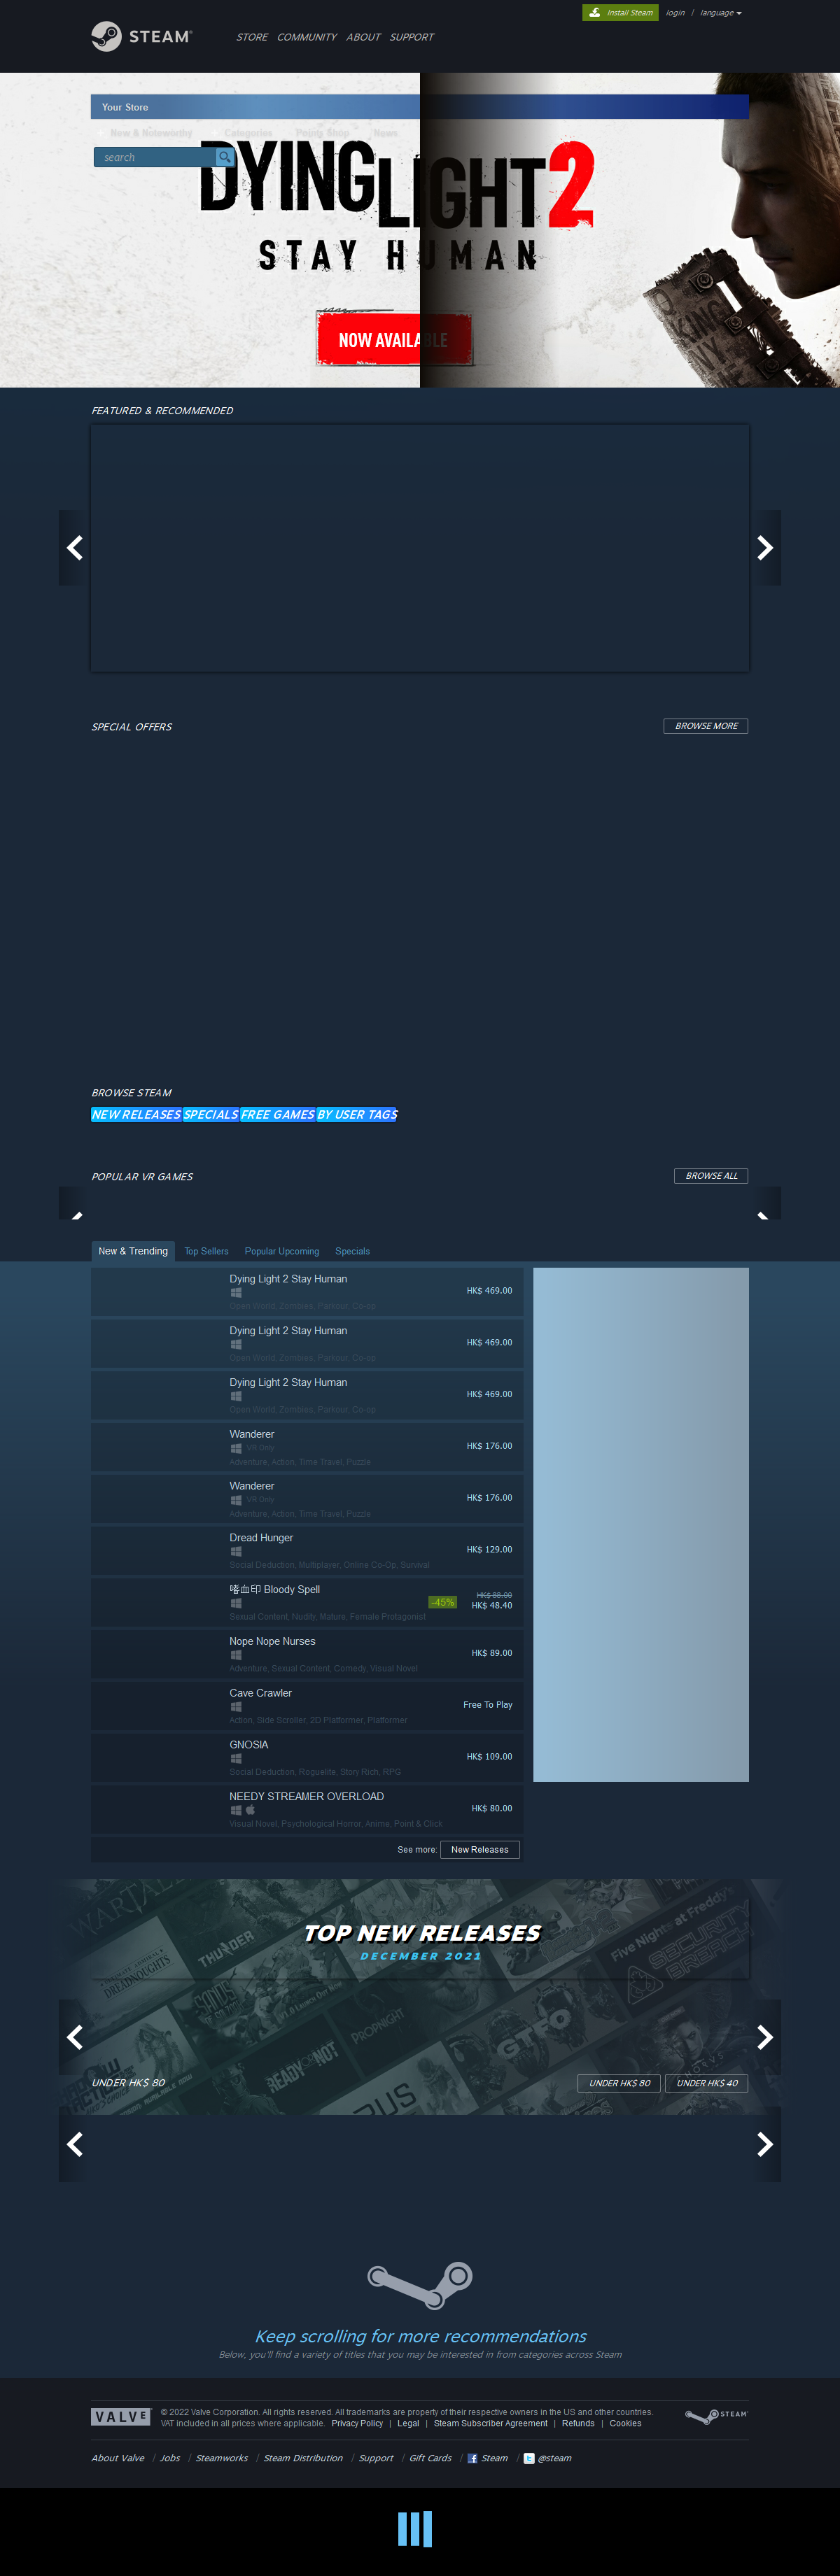 Install Steam login | language
STEAM®
STORE COMMUNITY ABOUT SUPPORT
Your Store
New & Noteworthy Categories Points Shop News
search
DYING LIGHT 2
STAY HUMAN
NOW AVAILABLE
FEATURED & RECOMMENDED
SPECIAL OFFERS
BROWSE MORE
BROWSE STEAM
NEW RELEASES SPECIALS FREE GAMES BY USER TAGS
POPULAR VR GAMES
BROWSE ALL
New & Trending Top Sellers Popular Upcoming Specials
Dying Light 2 Stay Human
HK$ 469.00
Open World, Zombies, Parkour, Co-op
Dying Light 2 Stay Human
HK$ 469.00
Open World, Zombies, Parkour, Co-op
Dying Light 2 Stay Human
HK$ 469.00
Open World, Zombies, Parkour, Co-op
Wanderer
VR Only
HK$ 176.00
Adventure, Action, Time Travel, Puzzle
Wanderer
VR Only
HK$ 176.00
Adventure, Action, Time Travel, Puzzle
Dread Hunger
HK$ 129.00
Social Deduction, Multiplayer, Online Co-Op, Survival
嗜血印 Bloody Spell
-45%
HK$ 88.00
HK$ 48.40
Sexual Content, Nudity, Mature, Female Protagonist
Nope Nope Nurses
HK$ 89.00
Adventure, Sexual Content, Comedy, Visual Novel
Cave Crawler
Free To Play
Action, Side Scroller, 2D Platformer, Platformer
GNOSIA
HK$ 109.00
Social Deduction, Roguelite, Story Rich, RPG
NEEDY STREAMER OVERLOAD
HK$ 80.00
Visual Novel, Psychological Horror, Anime, Point & Click
See more: New Releases
WARTALES
DREADNOUGHTS
THUNDER
Five Nights at Freddy's
SECURITY BREACH
TOP NEW RELEASES
DECEMBER 2021
READY OR NOT
PROPNIGHT
GTFO
UNDER HK$ 80
UNDER HK$ 80 UNDER HK$ 40
Keep scrolling for more recommendations
Below, you'll find a variety of titles that you may be interested in from categories across Steam
VALVE
© 2022 Valve Corporation. All rights reserved. All trademarks are property of their respective owners in the US and other countries.
VAT included in all prices where applicable. Privacy Policy | Legal | Steam Subscriber Agreement | Refunds | Cookies
STEAM
About Valve | Jobs | Steamworks | Steam Distribution | Support | Gift Cards | Steam | @steam